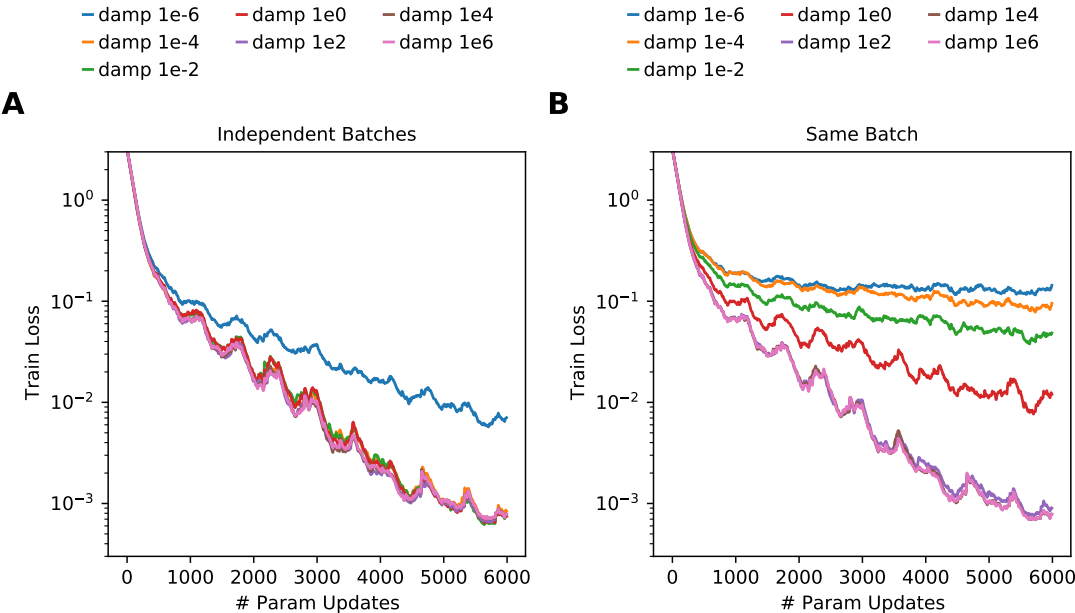 damp 1e-6 damp 1e0 damp 1e4
damp 1e-4 damp 1e2 damp 1e6
damp 1e-2
A
Independent Batches
Train Loss
10^0
10^-1
10^-2
10^-3
0 1000 2000 3000 4000 5000 6000
# Param Updates
damp 1e-6 damp 1e0 damp 1e4
damp 1e-4 damp 1e2 damp 1e6
damp 1e-2
B
Same Batch
Train Loss
10^0
10^-1
10^-2
10^-3
0 1000 2000 3000 4000 5000 6000
# Param Updates